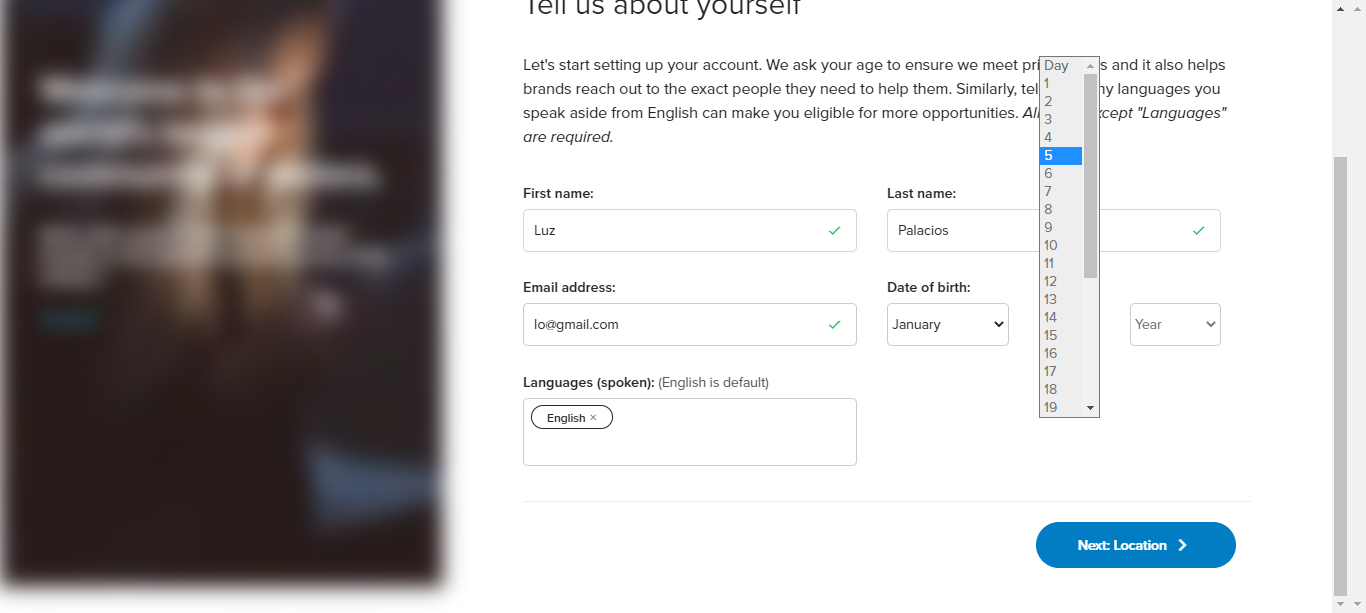 Tell us about yourself
Let's start setting up your account. We ask your age to ensure we meet pri s and it also helps
brands reach out to the exact people they need to help them. Similarly, tel ny languages you
speak aside from English can make you eligible for more opportunities. Al xcept "Languages"
are required.
First name:
Last name:
Luz
Palacios
Email address:
Date of birth:
lo@gmail.com
January
Year
Languages (spoken): (English is default)
English ×
Day
1
2
3
4
5
6
7
8
9
10
11
12
13
14
15
16
17
18
19
Next: Location